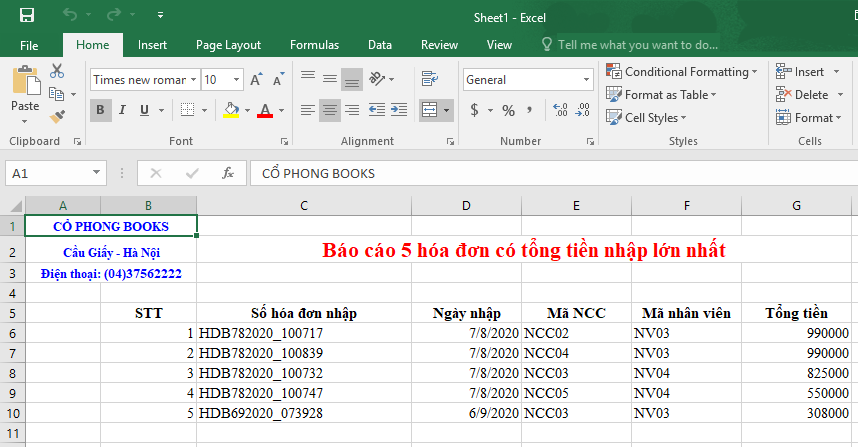 Sheet1 - Excel
File Home Insert Page Layout Formulas Data Review View Tell me what you want to do...
Paste
Times new romar 10
B I U A
General
$ % ,
Conditional Formatting
Format as Table
Cell Styles
Insert
Delete
Format
Clipboard Font Alignment Number Styles Cells
A1 fx CỔ PHONG BOOKS
A B C D E F G
1 CỔ PHONG BOOKS
2 Cầu Giấy - Hà Nội Báo cáo 5 hóa đơn có tổng tiền nhập lớn nhất
3 Điện thoại: (04)37562222
4
5 STT Số hóa đơn nhập Ngày nhập Mã NCC Mã nhân viên Tổng tiền
6 1 HDB782020_100717 7/8/2020 NCC02 NV03 990000
7 2 HDB782020_100839 7/8/2020 NCC04 NV03 990000
8 3 HDB782020_100732 7/8/2020 NCC03 NV04 825000
9 4 HDB782020_100747 7/8/2020 NCC05 NV04 550000
10 5 HDB692020_073928 6/9/2020 NCC03 NV03 308000
11